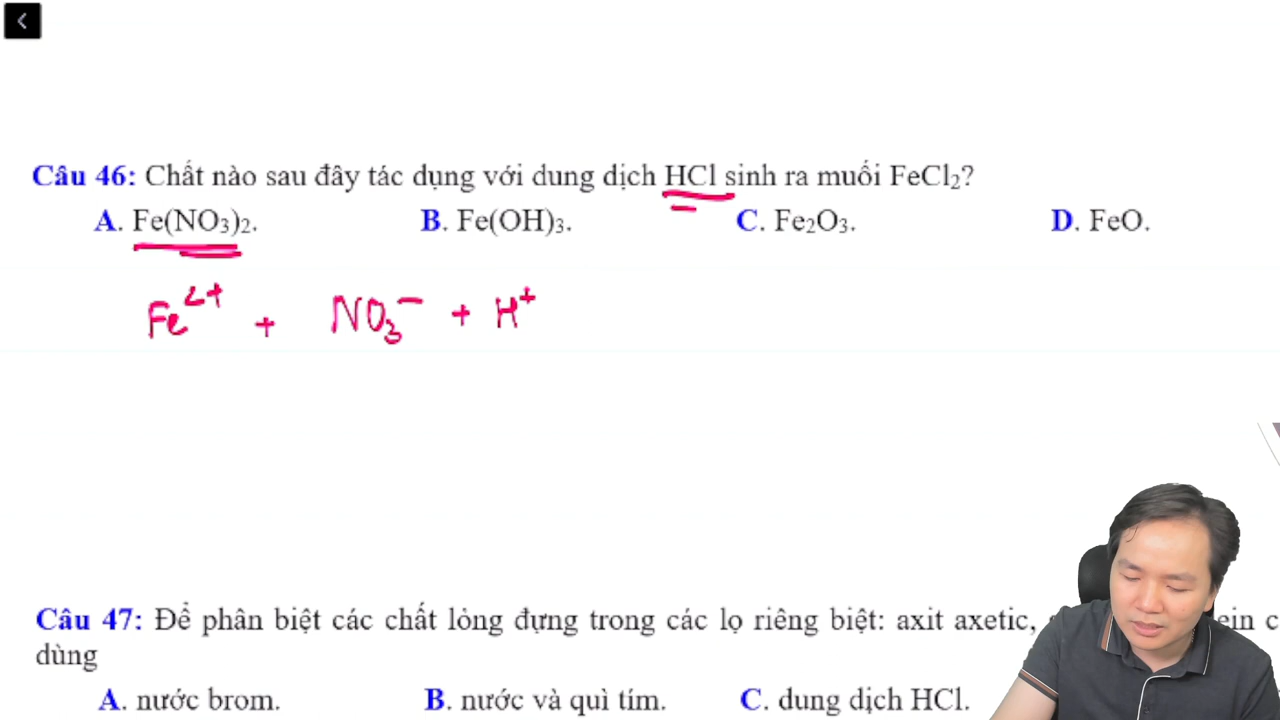 Câu 46: Chất nào sau đây tác dụng với dung dịch HCl sinh ra muối FeCl₂?
A. Fe(NO₃)₂. B. Fe(OH)₃. C. Fe₂O₃. D. FeO.
Fe²⁺ + NO₃⁻ + H⁺
Câu 47: Để phân biệt các chất lỏng đựng trong các lọ riêng biệt: axit axetic,
dùng
A. nước brom. B. nước và quì tím. C. dung dịch HCl.